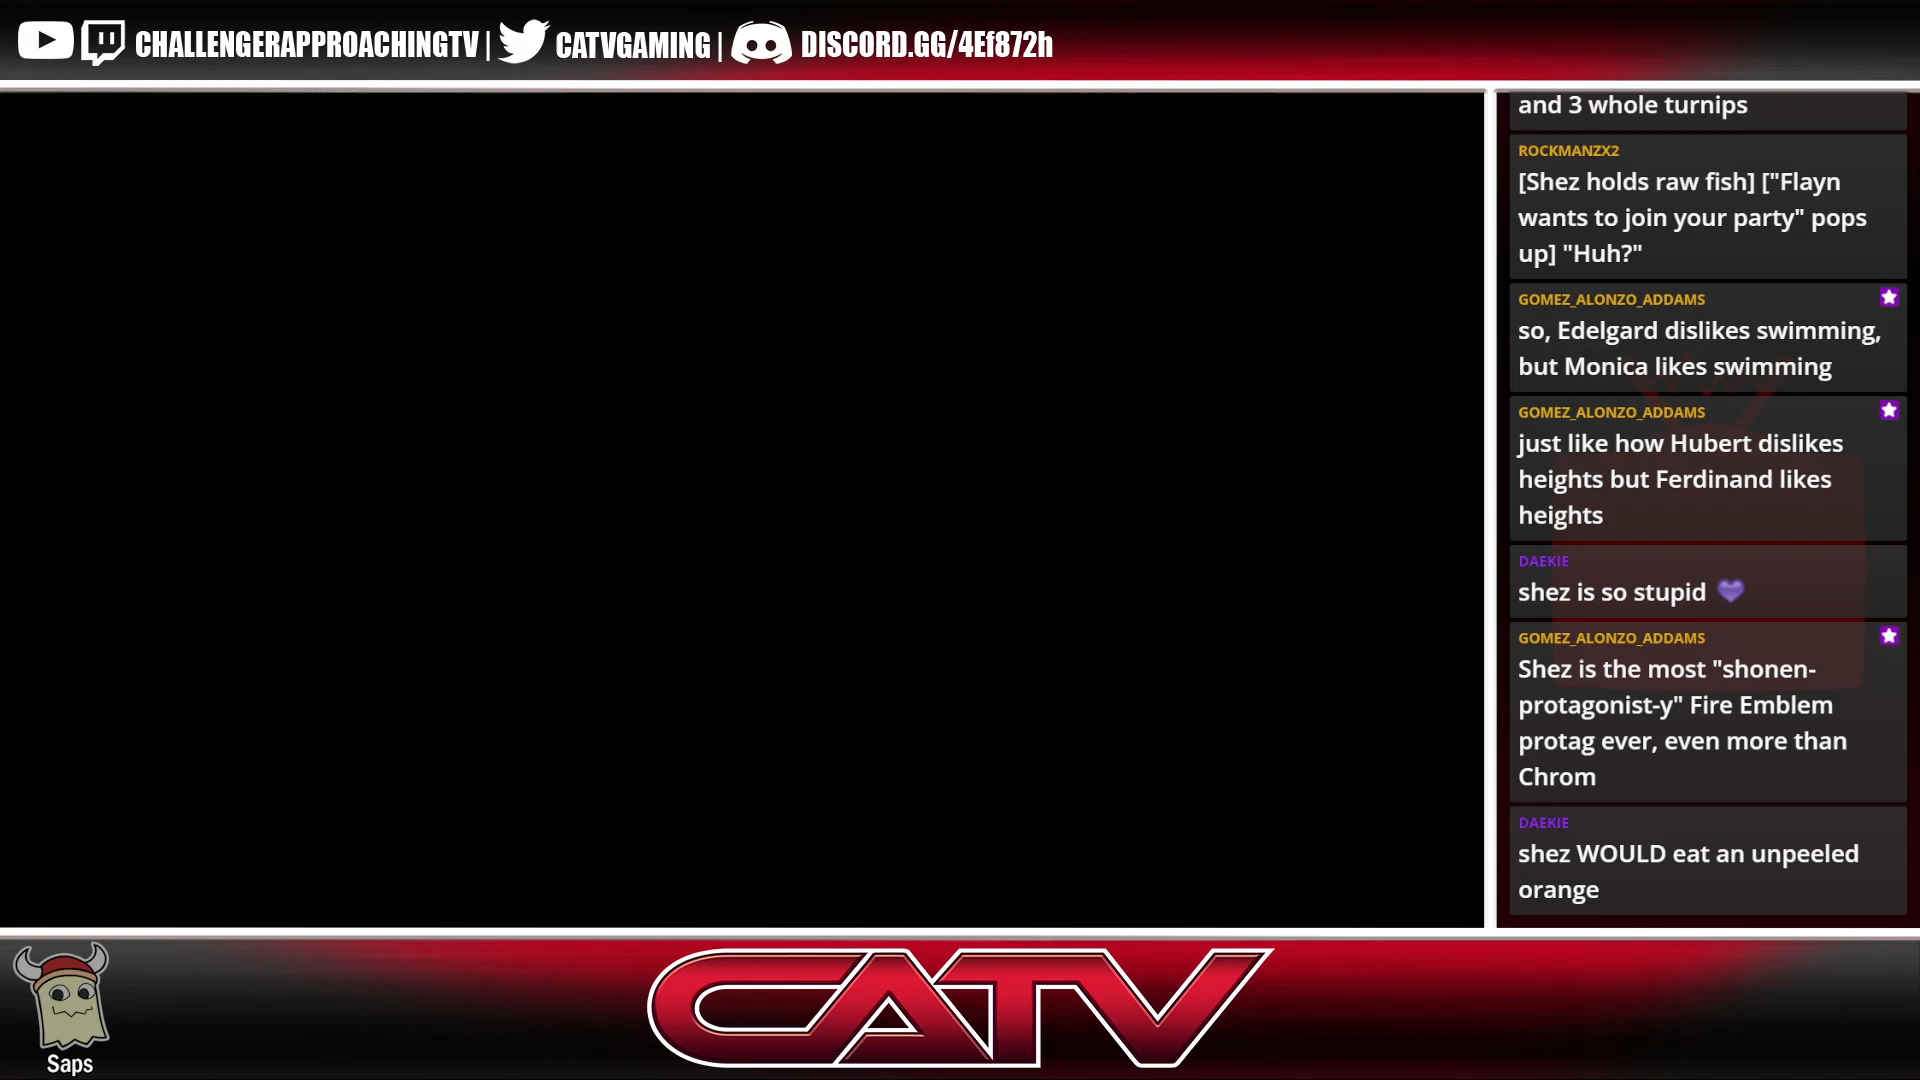 CHALLENGERAPPROACHINGTV | CATVGAMING | DISCORD.GG/4Ef872h
and 3 whole turnips
ROCKMANZX2
[Shez holds raw fish] ["Flayn
wants to join your party" pops
up] "Huh?"
GOMEZ_ALONZO_ADDAMS
so, Edelgard dislikes swimming,
but Monica likes swimming
GOMEZ_ALONZO_ADDAMS
just like how Hubert dislikes
heights but Ferdinand likes
heights
DAEKIE
shez is so stupid 💜
GOMEZ_ALONZO_ADDAMS
Shez is the most "shonen-
protagonist-y" Fire Emblem
protag ever, even more than
Chrom
DAEKIE
shez WOULD eat an unpeeled
orange
CATV
Saps